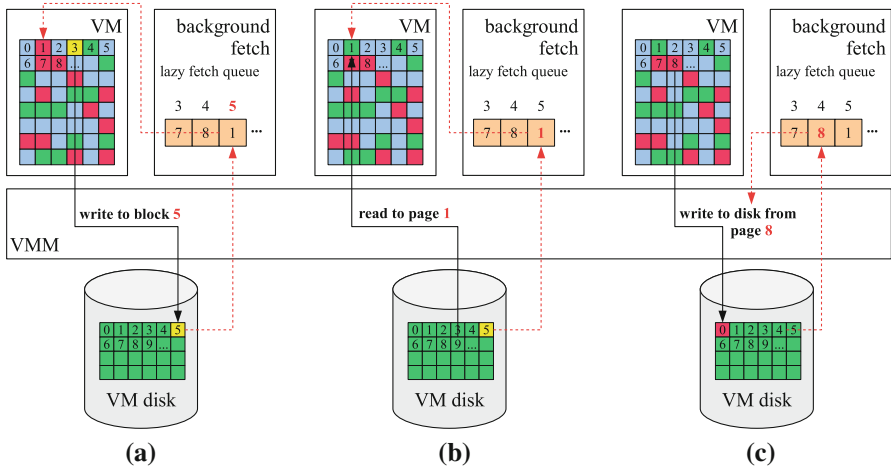 VM
0 1 2 3 4 5
6 7 8 ...
background
fetch
lazy fetch queue
3 4 5
7 8 1 ...
write to block 5
VMM
0 1 2 3 4 5
6 7 8 9 ...
VM disk
(a)
VM
0 1 2 3 4 5
6 8 ...
background
fetch
lazy fetch queue
3 4 5
7 8 1 ...
read to page 1
0 1 2 3 4 5
6 7 8 9 ...
VM disk
(b)
VM
0 1 2 3 4 5
6 7 8 ...
background
fetch
lazy fetch queue
3 4 5
7 8 1 ...
write to disk from
page 8
0 1 2 3 4 5
6 7 8 9 ...
VM disk
(c)